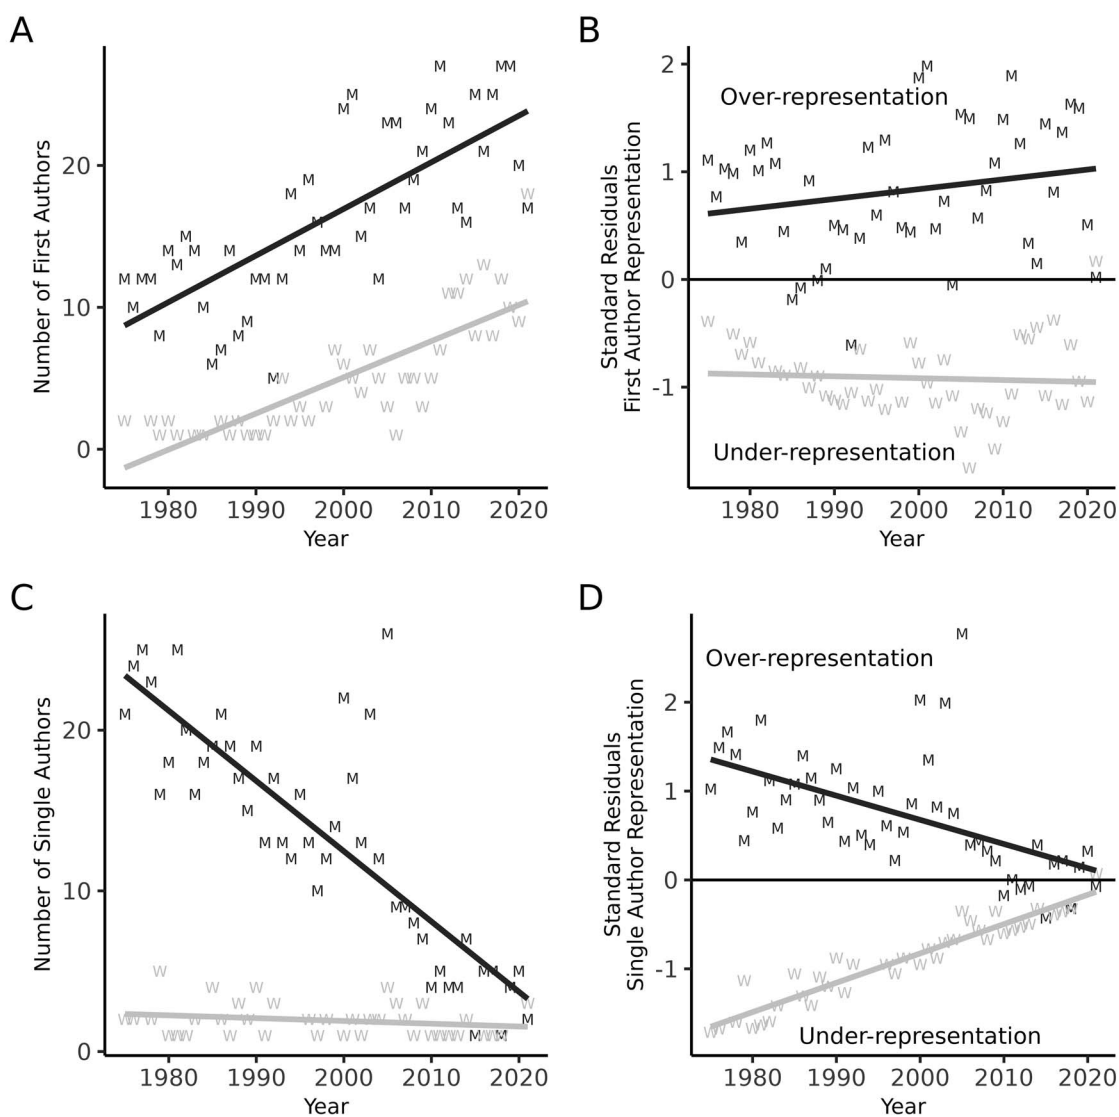 A
Number of First Authors
20
10
0
1980 1990 2000 2010 2020
Year
B
Standard Residuals
First Author Representation
2
1
0
-1
Over-representation
Under-representation
1980 1990 2000 2010 2020
Year
C
Number of Single Authors
20
10
0
1980 1990 2000 2010 2020
Year
D
Standard Residuals
Single Author Representation
2
1
0
-1
Over-representation
Under-representation
1980 1990 2000 2010 2020
Year